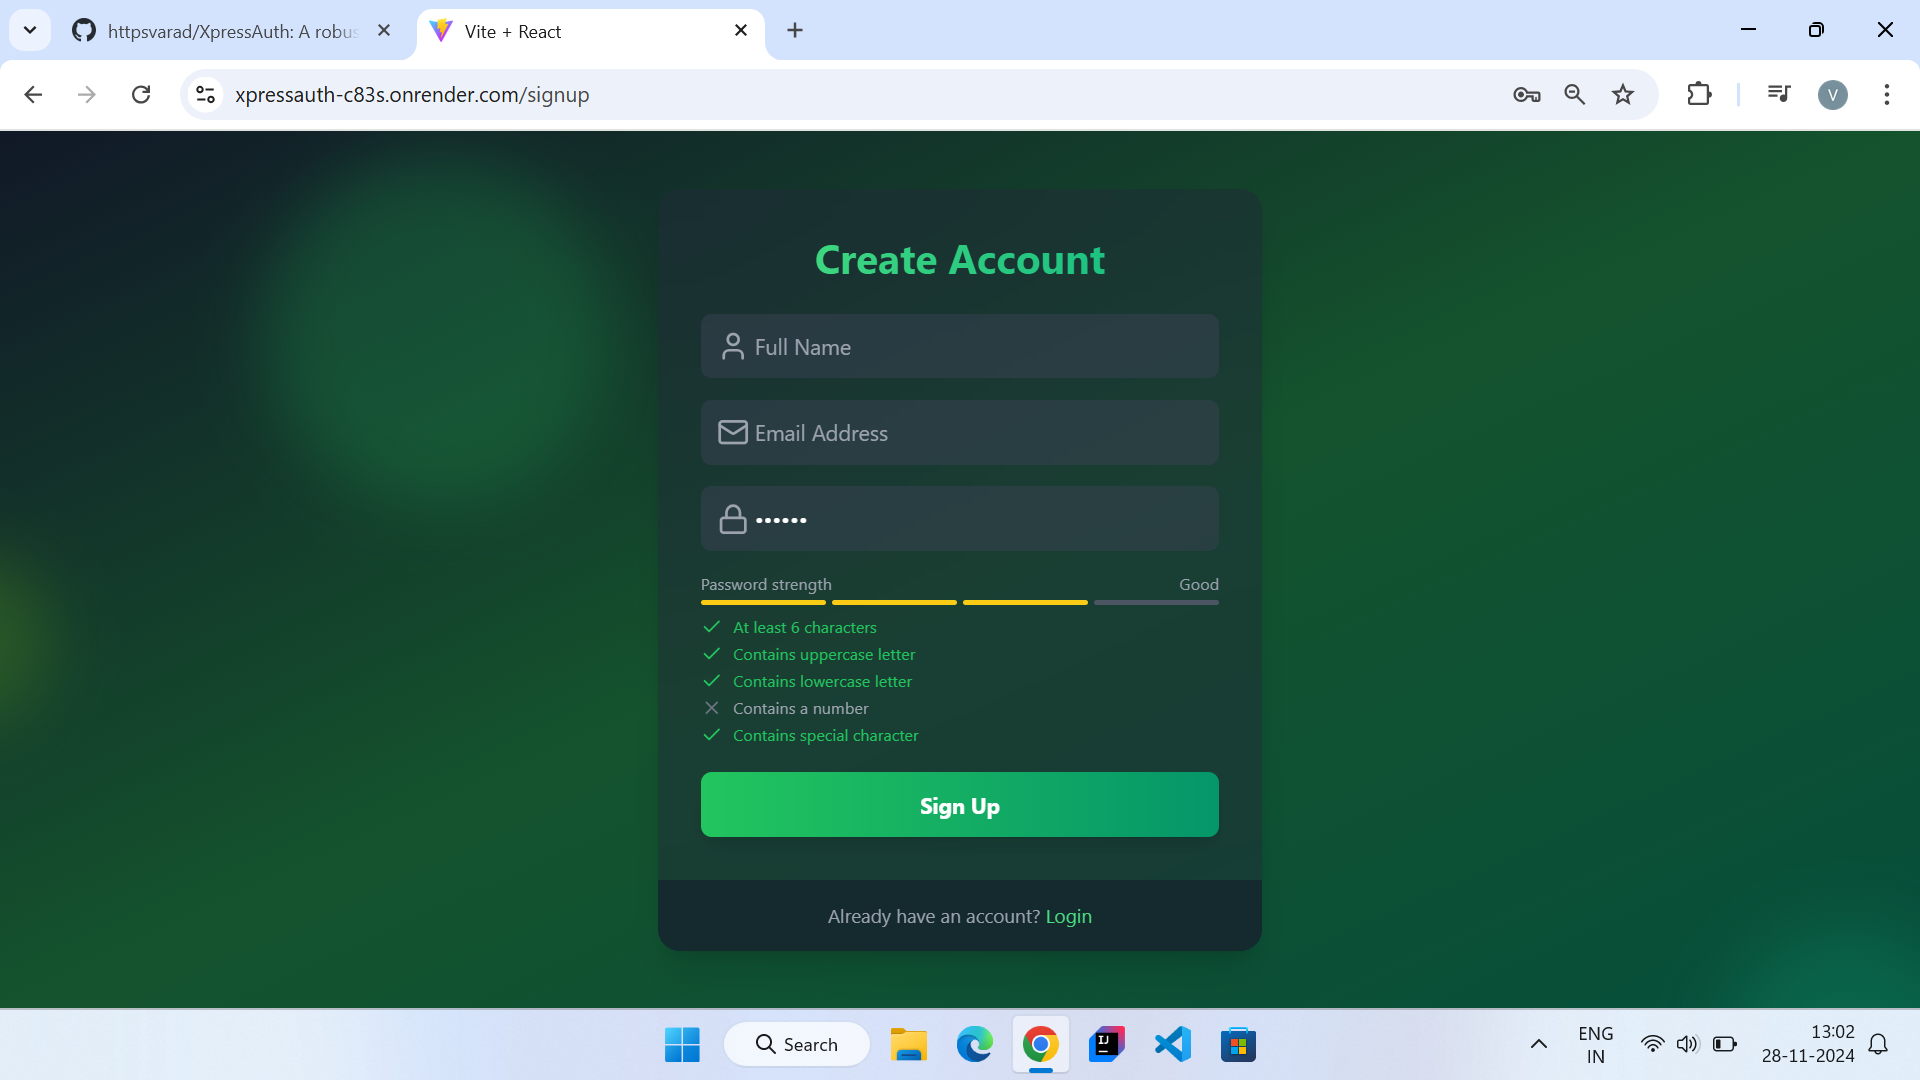 httpsvarad/XpressAuth: A robus
Vite + React
xpressauth-c83s.onrender.com/signup
V
Create Account
Full Name
Email Address
••••••
Password strength
Good
At least 6 characters
Contains uppercase letter
Contains lowercase letter
Contains a number
Contains special character
Sign Up
Already have an account? Login
Search
IJ
ENG
IN
13:02
28-11-2024